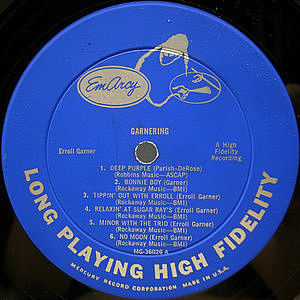 EmArcy
GARNERING
Erroll Garner
A High
Fidelity
Recording
1. DEEP PURPLE (Parish-DeRose)
(Robbins Music—ASCAP)
2. BONNIE BOY (Garner)
(Rockaway Music—BMI)
3. TIPPIN' OUT WITH ERROLL (Erroll Garner)
(Rockaway Music—BMI)
4. RELAXIN' AT SUGAR RAY'S (Erroll Garner)
(Rockaway Music—BMI)
5. MINOR WITH THE TRIO (Erroll Garner)
(Rockaway Music—BMI)
6. NO MOON (Erroll Garner)
(Rockaway Music—BMI)
MG-36026 A
LONG PLAYING HIGH FIDELITY
MERCURY RECORD CORPORATION MADE IN U.S.A.